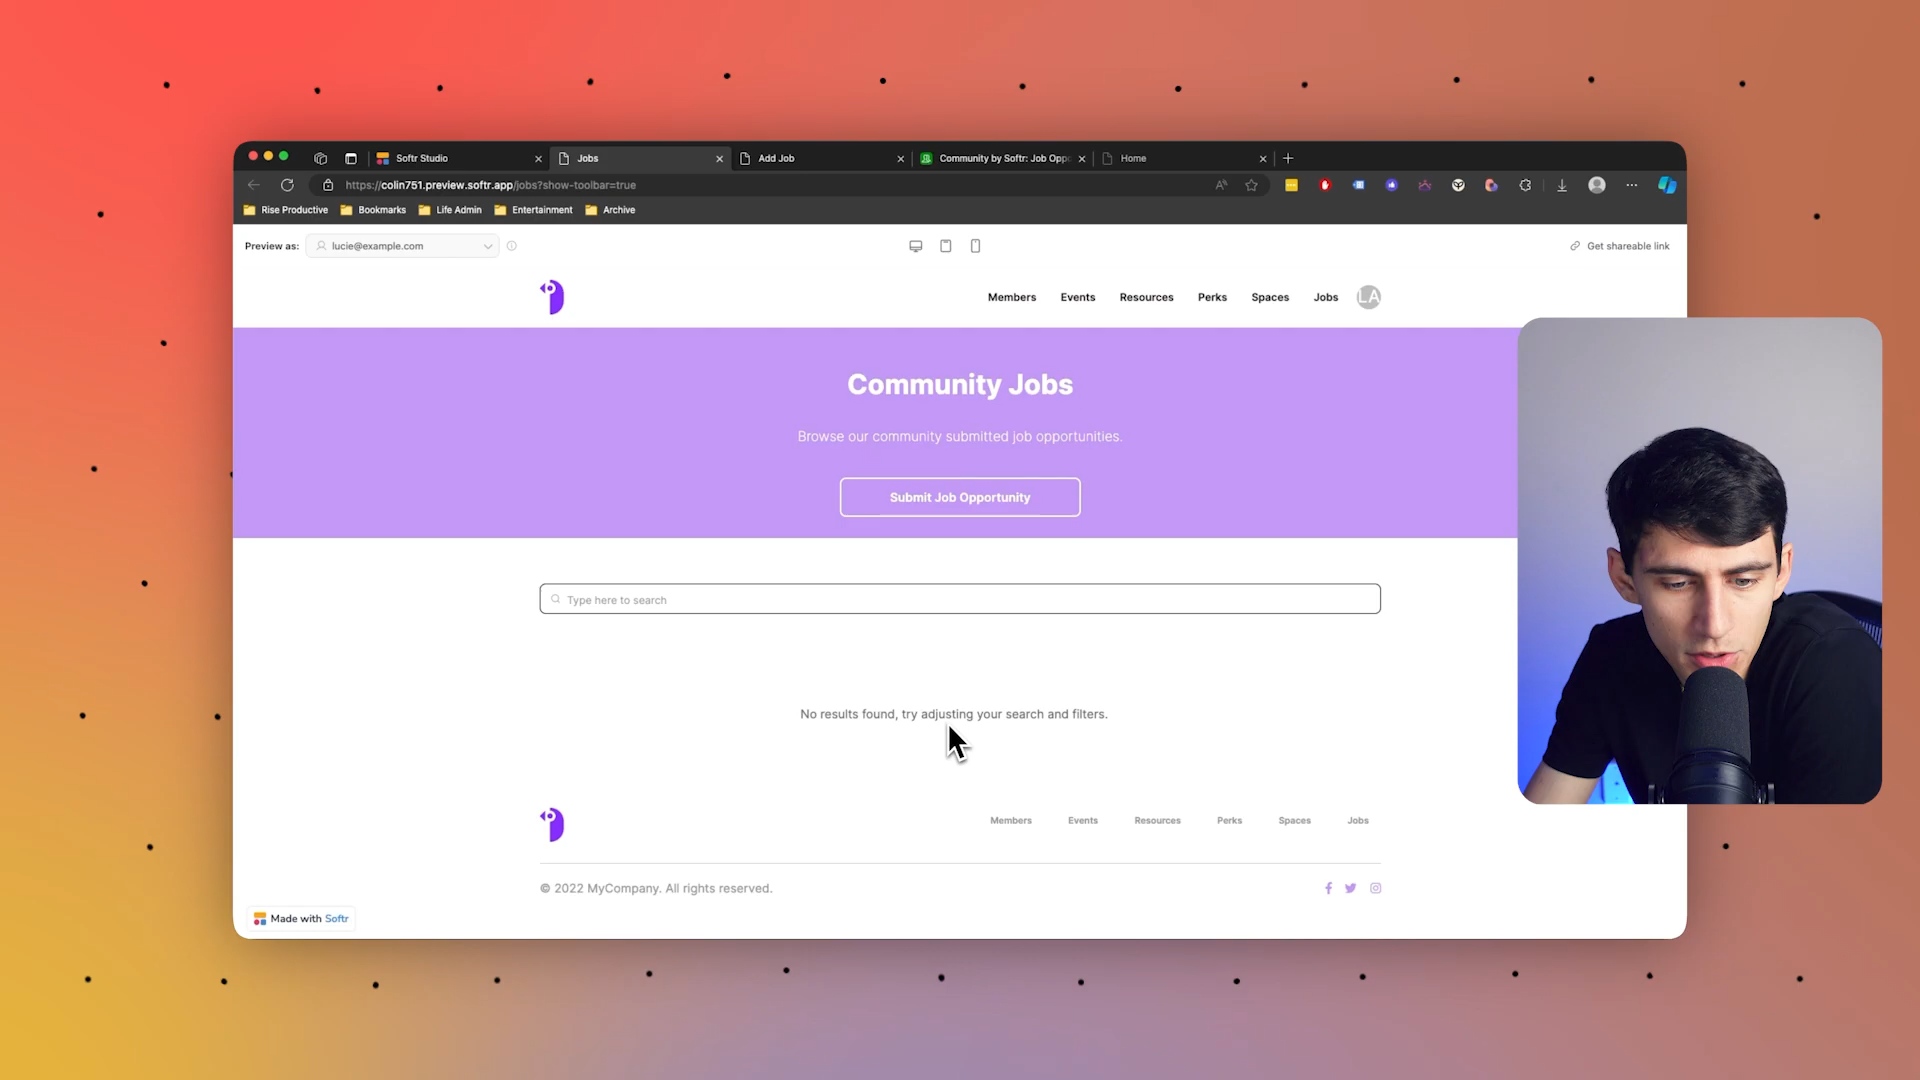 Softr Studio
Jobs
Add Job
Community by Softr: Job Oppo
Home
https://colin751.preview.softr.app/jobs?show-toolbar=true
Rise Productive
Bookmarks
Life Admin
Entertainment
Archive
Preview as:
lucie@example.com
Get shareable link
Members
Events
Resources
Perks
Spaces
Jobs
LA
Community Jobs
Browse our community submitted job opportunities.
Submit Job Opportunity
Type here to search
No results found, try adjusting your search and filters.
Members
Events
Resources
Perks
Spaces
Jobs
© 2022 MyCompany. All rights reserved.
Made with Softr